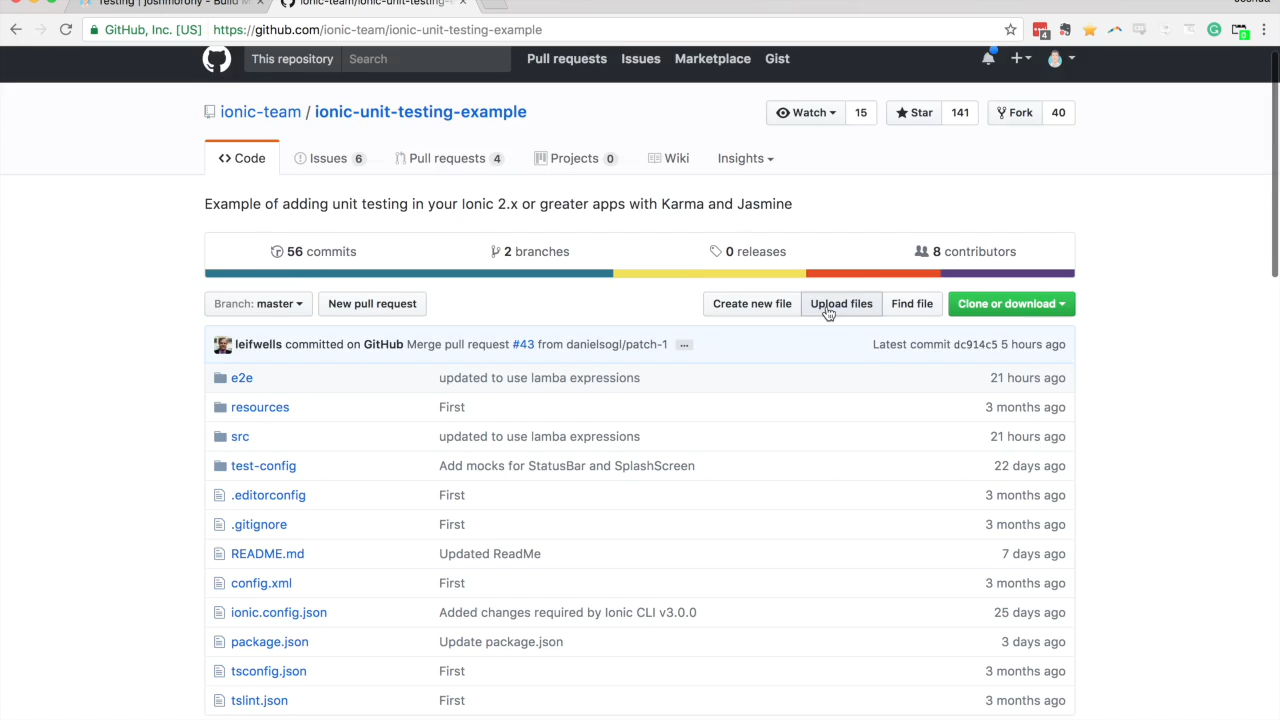 Testing | joshmorony - Build M
ionic-team/ionic-unit-testing-
GitHub, Inc. [US] https://github.com/ionic-team/ionic-unit-testing-example
This repository Search Pull requests Issues Marketplace Gist
ionic-team / ionic-unit-testing-example Watch 15 Star 141 Fork 40
Code Issues 6 Pull requests 4 Projects 0 Wiki Insights
Example of adding unit testing in your Ionic 2.x or greater apps with Karma and Jasmine
56 commits 2 branches 0 releases 8 contributors
Branch: master New pull request Create new file Upload files Find file Clone or download
leifwells committed on GitHub Merge pull request #43 from danielsogl/patch-1 ... Latest commit dc914c5 5 hours ago
e2e updated to use lamba expressions 21 hours ago
resources First 3 months ago
src updated to use lamba expressions 21 hours ago
test-config Add mocks for StatusBar and SplashScreen 22 days ago
.editorconfig First 3 months ago
.gitignore First 3 months ago
README.md Updated ReadMe 7 days ago
config.xml First 3 months ago
ionic.config.json Added changes required by Ionic CLI v3.0.0 25 days ago
package.json Update package.json 3 days ago
tsconfig.json First 3 months ago
tslint.json First 3 months ago